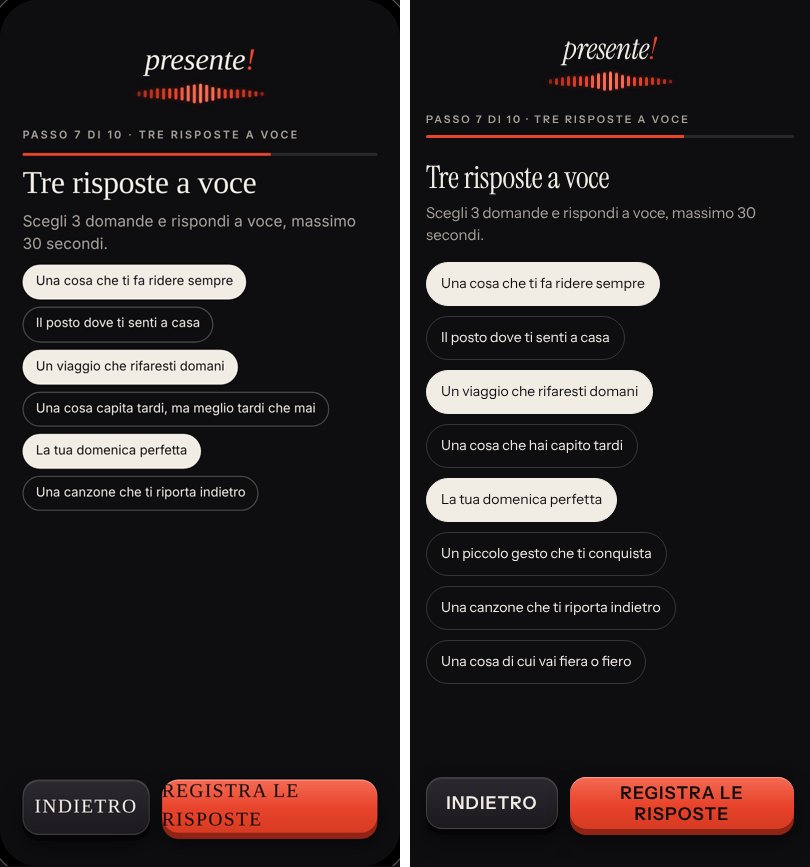 presente!
PASSO 7 DI 10 · TRE RISPOSTE A VOCE
Tre risposte a voce
Scegli 3 domande e rispondi a voce, massimo
30 secondi.
Una cosa che ti fa ridere sempre
Il posto dove ti senti a casa
Un viaggio che rifaresti domani
Una cosa capita tardi, ma meglio tardi che mai
La tua domenica perfetta
Una canzone che ti riporta indietro
INDIETRO
REGISTRA LE
RISPOSTE
presente!
PASSO 7 DI 10 · TRE RISPOSTE A VOCE
Tre risposte a voce
Scegli 3 domande e rispondi a voce, massimo 30
secondi.
Una cosa che ti fa ridere sempre
Il posto dove ti senti a casa
Un viaggio che rifaresti domani
Una cosa che hai capito tardi
La tua domenica perfetta
Un piccolo gesto che ti conquista
Una canzone che ti riporta indietro
Una cosa di cui vai fiera o fiero
INDIETRO
REGISTRA LE
RISPOSTE